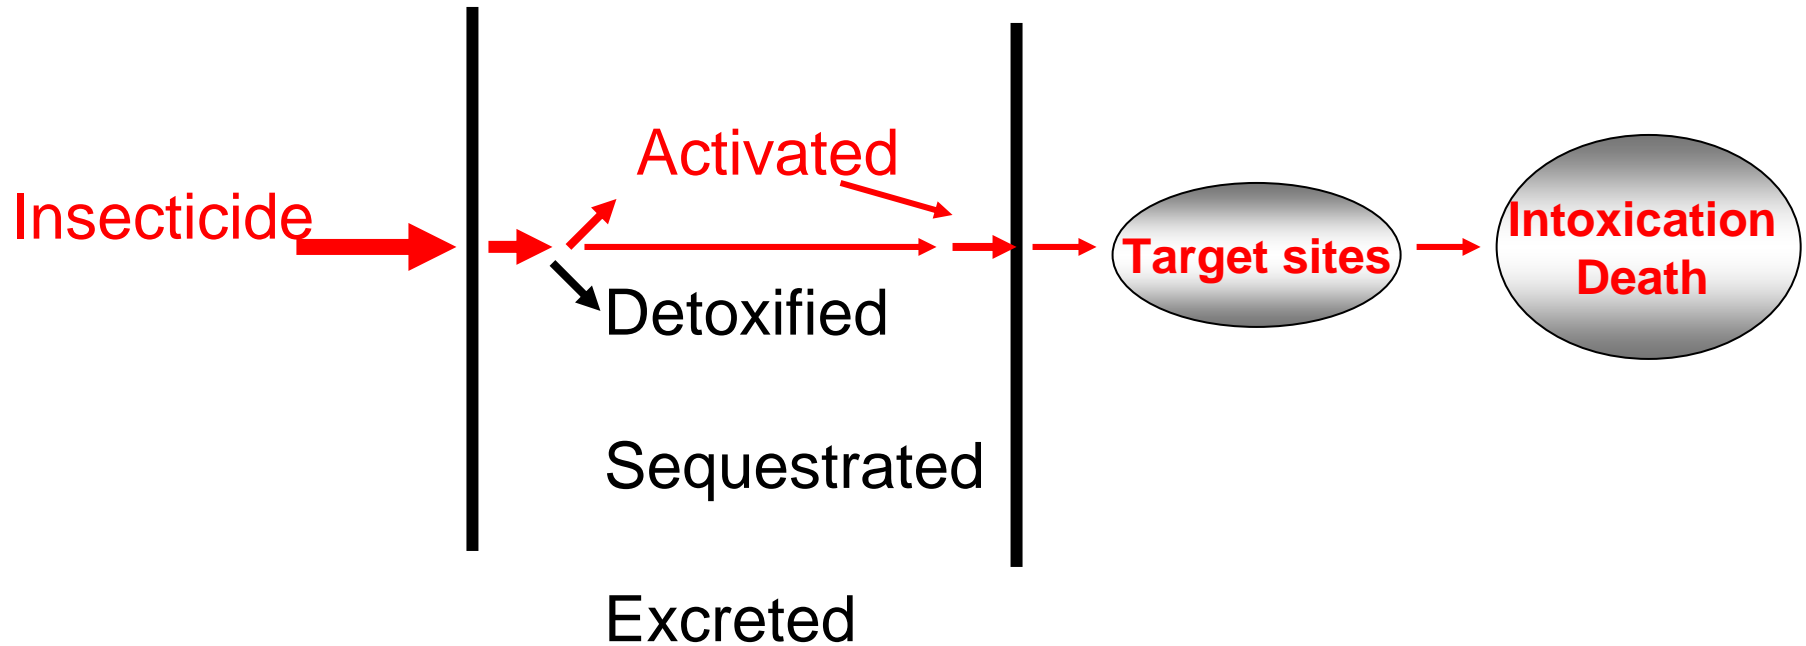 Insecticide
Activated
Detoxified
Sequestrated
Excreted
Target sites
Intoxication
Death